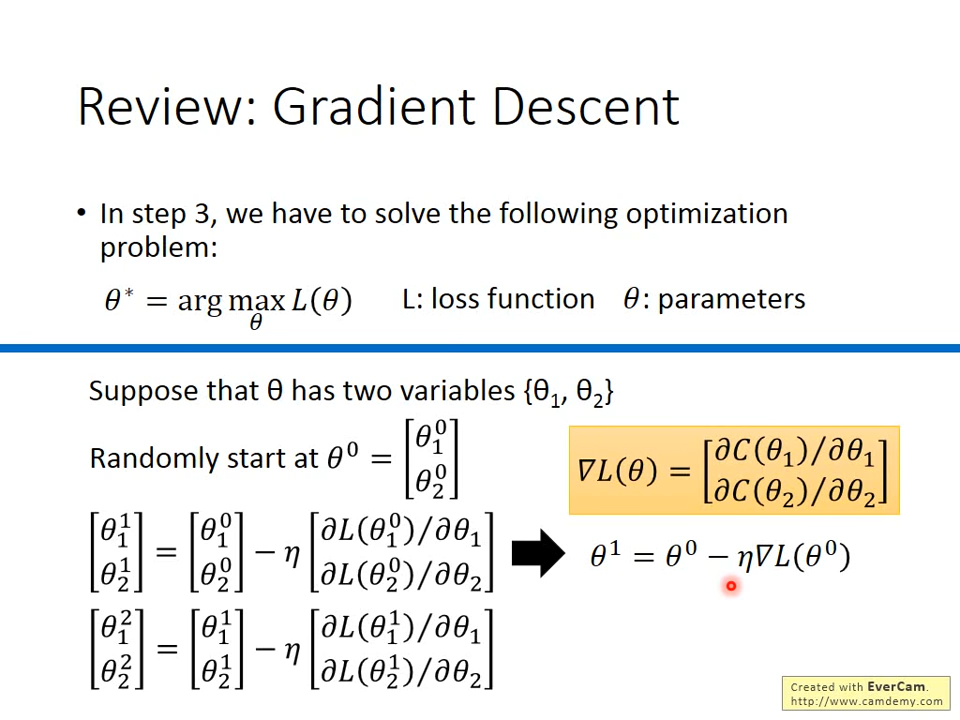 Review: Gradient Descent
• In step 3, we have to solve the following optimization
problem:
θ* = arg max_θ L(θ) L: loss function θ: parameters
Suppose that θ has two variables {θ₁, θ₂}
Randomly start at θ⁰ = [θ₁⁰; θ₂⁰]
∇L(θ) = [∂C(θ₁)/∂θ₁; ∂C(θ₂)/∂θ₂]
[θ₁¹; θ₂¹] = [θ₁⁰; θ₂⁰] − η [∂L(θ₁⁰)/∂θ₁; ∂L(θ₂⁰)/∂θ₂]
θ¹ = θ⁰ − η∇L(θ⁰)
[θ₁²; θ₂²] = [θ₁¹; θ₂¹] − η [∂L(θ₁¹)/∂θ₁; ∂L(θ₂¹)/∂θ₂]
Created with EverCam.
http://www.camdemy.com